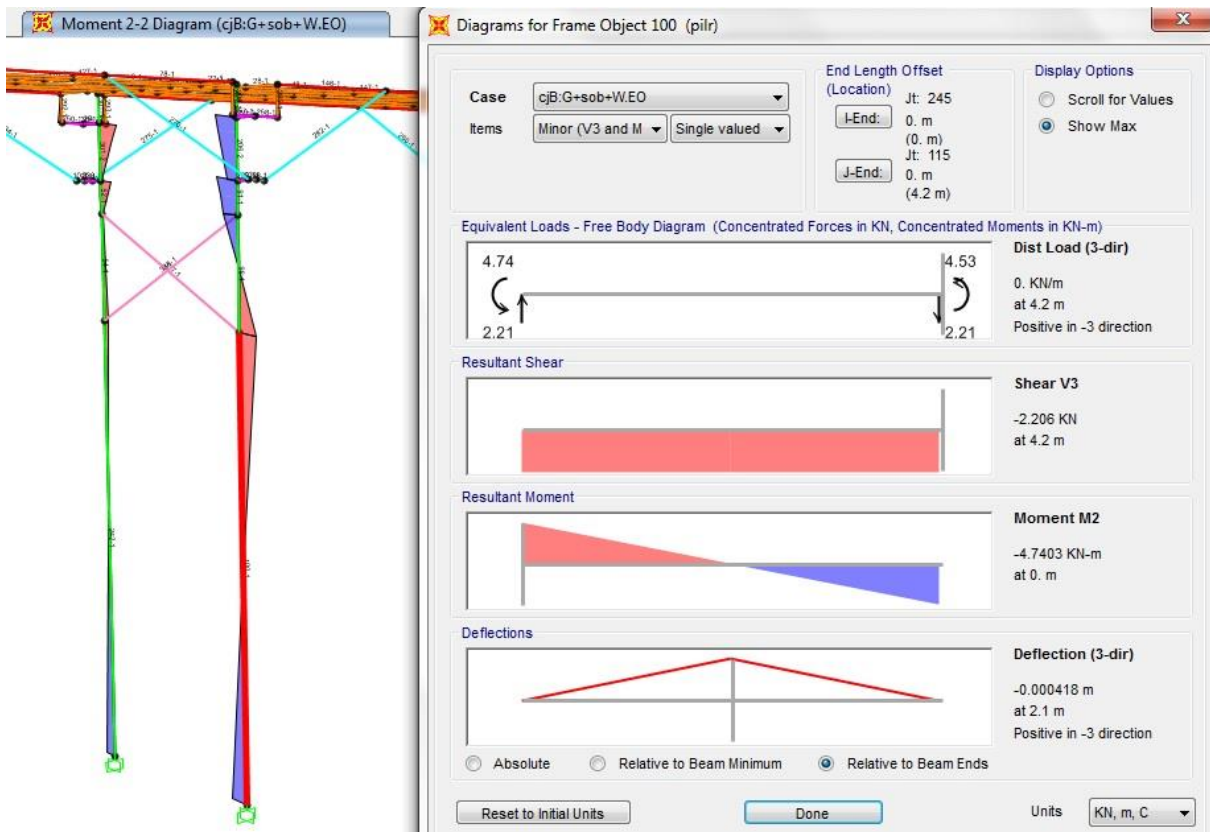 Moment 2-2 Diagram (cjB:G+sob+W.EO)
Diagrams for Frame Object 100 (pilr)
X
Case
cjB:G+sob+W.EO
Items
Minor (V3 and M
Single valued
End Length Offset
(Location)
I-End:
Jt: 245
0. m
(0. m)
J-End:
Jt: 115
0. m
(4.2 m)
Display Options
Scroll for Values
Show Max
Equivalent Loads - Free Body Diagram (Concentrated Forces in KN, Concentrated Moments in KN-m)
4.74
4.53
2.21
2.21
Dist Load (3-dir)
0. KN/m
at 4.2 m
Positive in -3 direction
Resultant Shear
Shear V3
-2.206 KN
at 4.2 m
Resultant Moment
Moment M2
-4.7403 KN-m
at 0. m
Deflections
Deflection (3-dir)
-0.000418 m
at 2.1 m
Positive in -3 direction
Absolute
Relative to Beam Minimum
Relative to Beam Ends
Reset to Initial Units
Done
Units
KN, m, C